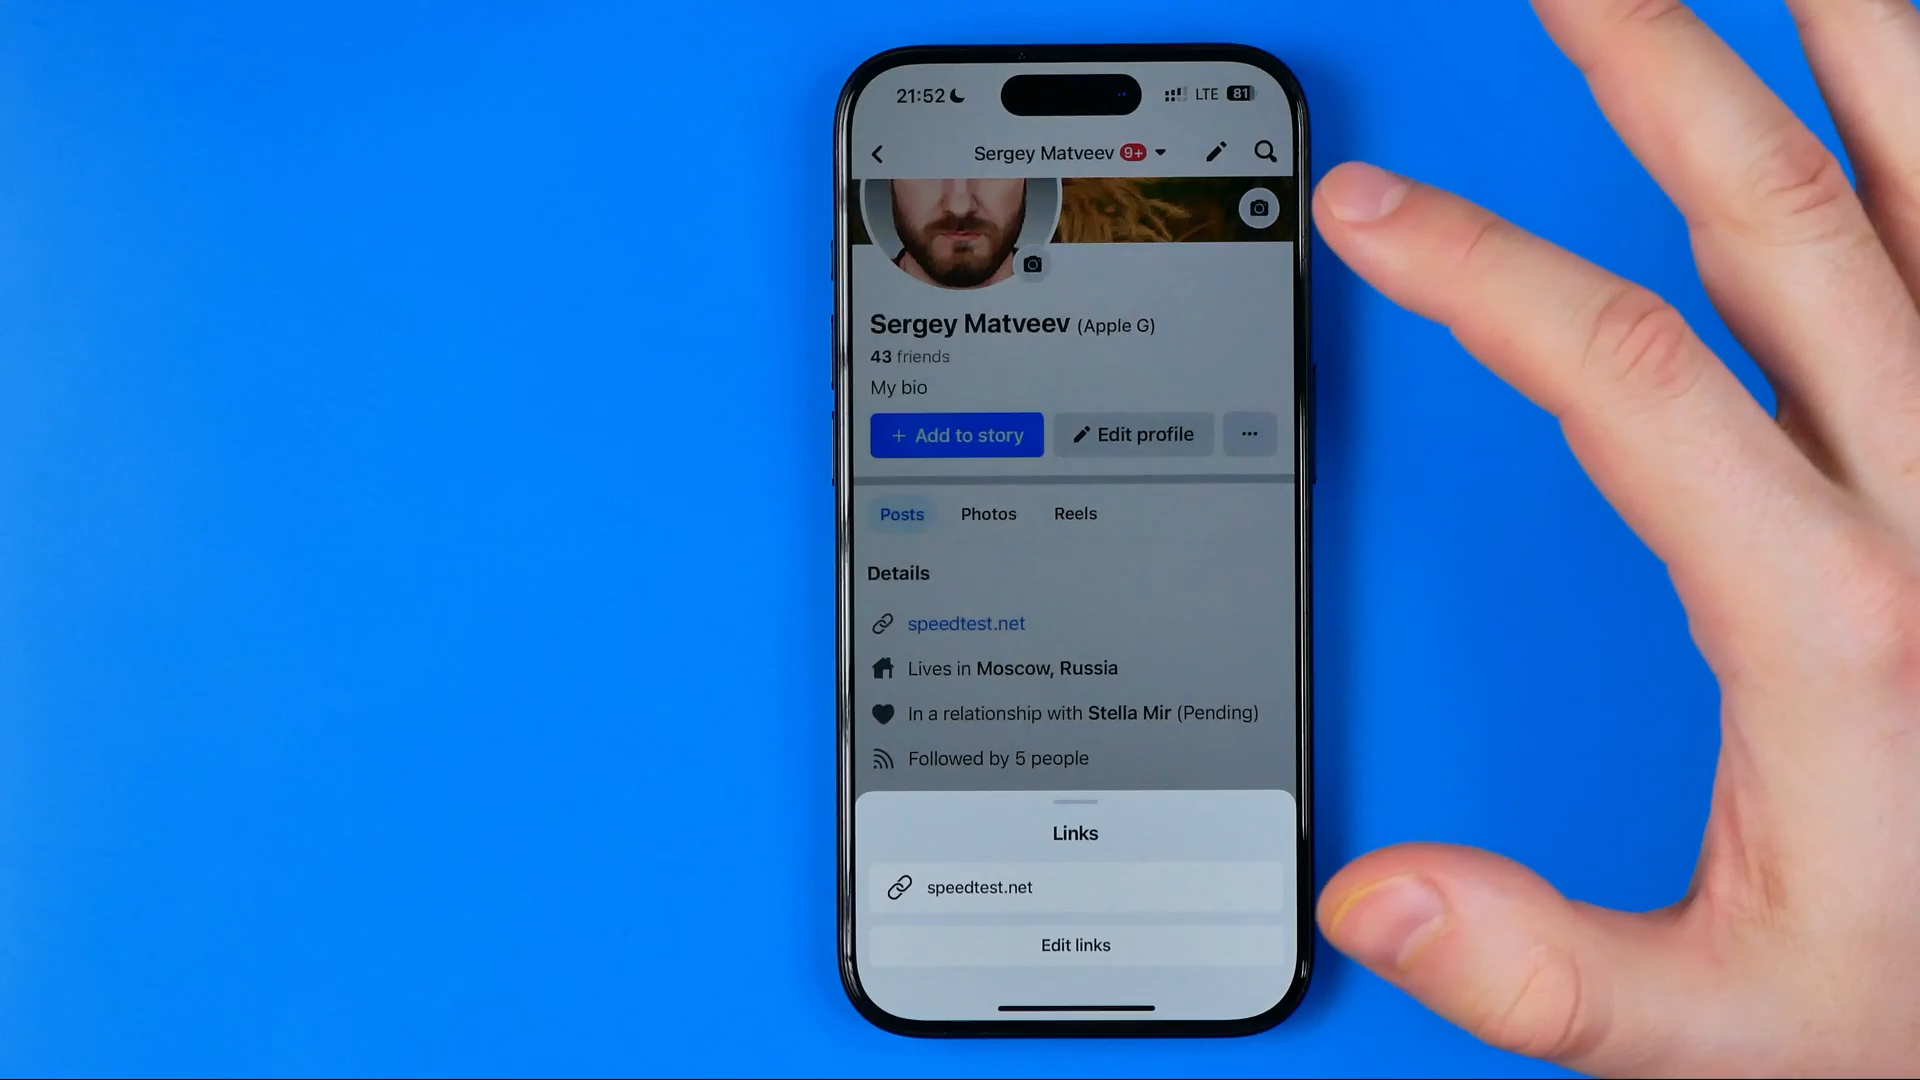 21:52 LTE 81
Sergey Matveev 9+
Sergey Matveev (Apple G)
43 friends
My bio
+ Add to story Edit profile ...
Posts Photos Reels
Details
speedtest.net
Lives in Moscow, Russia
In a relationship with Stella Mir (Pending)
Followed by 5 people
Links
speedtest.net
Edit links